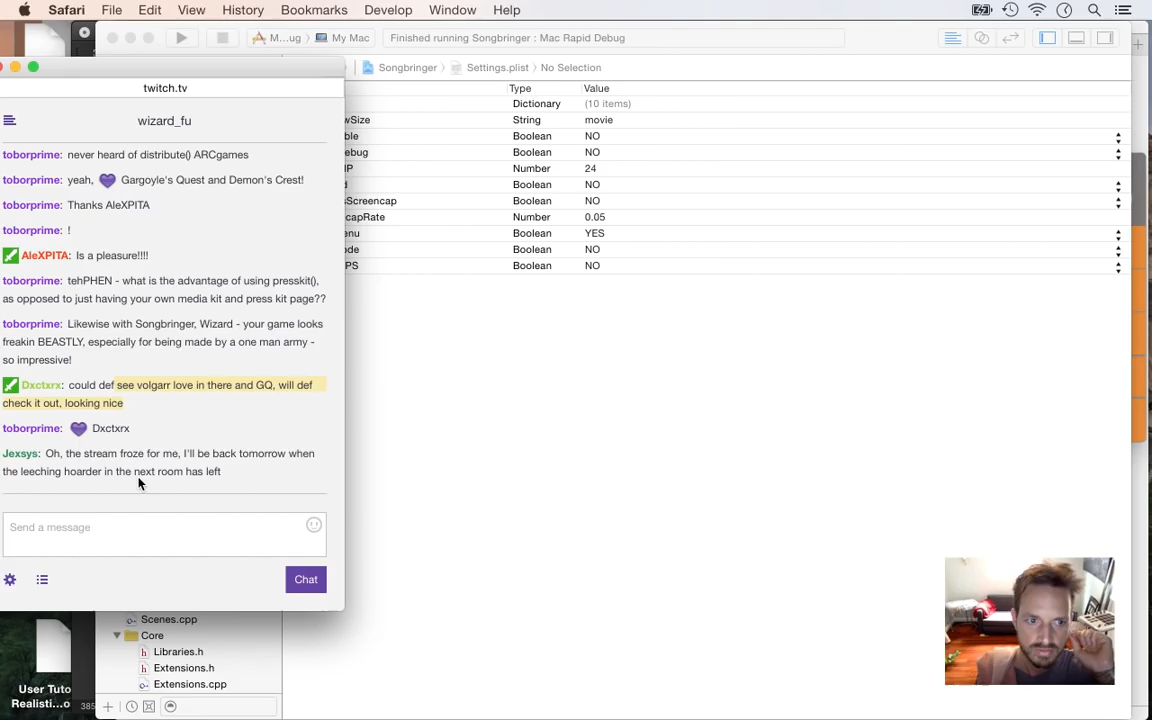 Safari File Edit View History Bookmarks Develop Window Help
M...ug My Mac
Finished running Songbringer : Mac Rapid Debug
twitch.tv
Songbringer Settings.plist No Selection
wizard_fu
toborprime: never heard of distribute() ARCgames
toborprime: yeah, Gargoyle's Quest and Demon's Crest!
toborprime: Thanks AleXPITA
toborprime: !
AleXPITA: Is a pleasure!!!!
toborprime: tehPHEN - what is the advantage of using presskit(),
as opposed to just having your own media kit and press kit page??
toborprime: Likewise with Songbringer, Wizard - your game looks
freakin BEASTLY, especially for being made by a one man army -
so impressive!
Dxctxrx: could def see volgarr love in there and GQ, will def
check it out, looking nice
toborprime: Dxctxrx
Jexsys: Oh, the stream froze for me, I'll be back tomorrow when
the leeching hoarder in the next room has left
Send a message
Chat
Type Value
Dictionary (10 items)
wSize String movie
ble Boolean NO
ebug Boolean NO
IP Number 24
d Boolean NO
sScreencap Boolean NO
capRate Number 0.05
enu Boolean YES
ode Boolean NO
PS Boolean NO
Scenes.cpp
Core
Libraries.h
Extensions.h
Extensions.cpp
User Tuto
Realisti...o
385